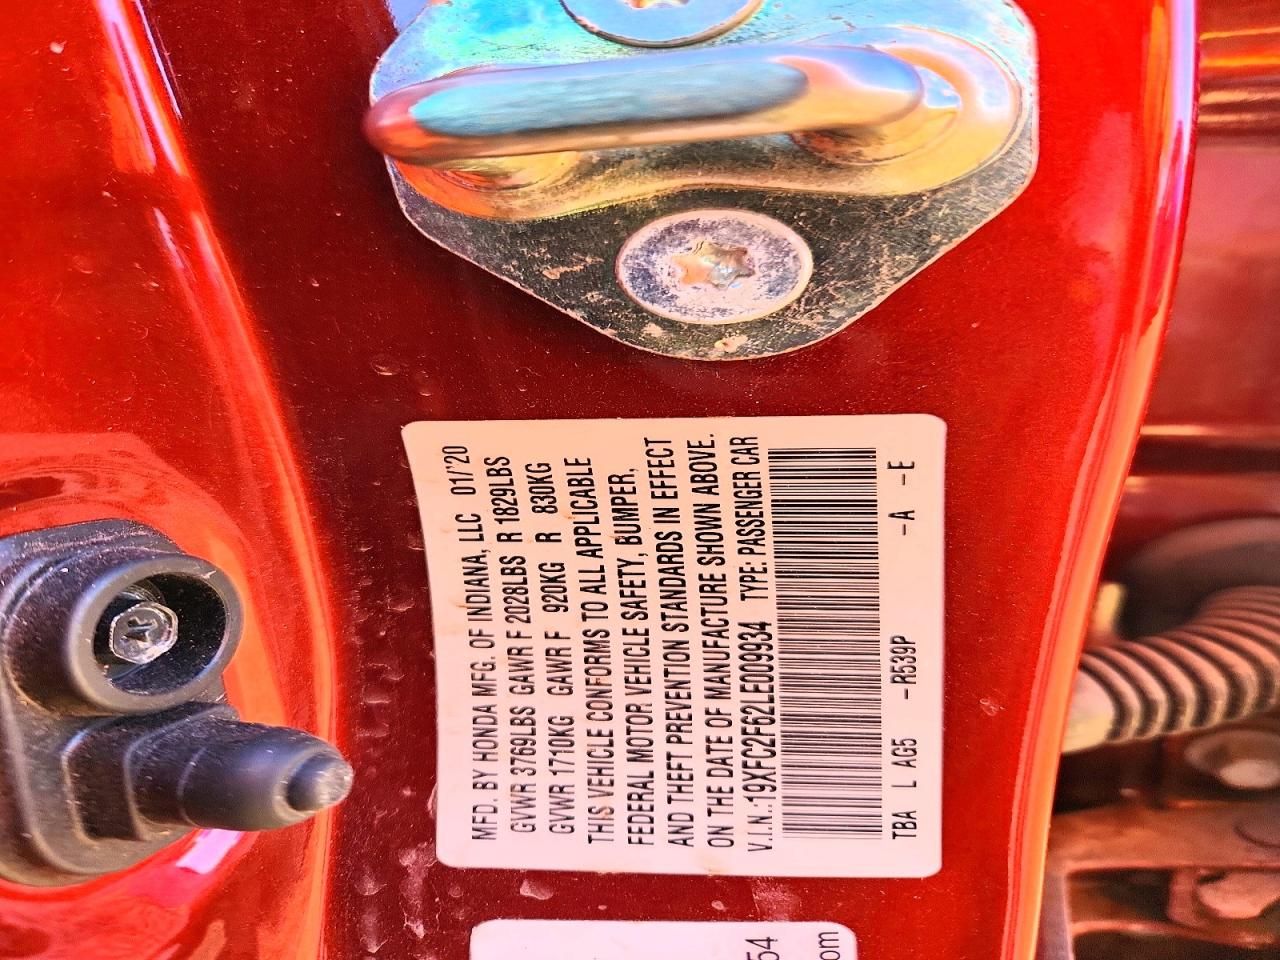 MFD. BY HONDA MFG. OF INDIANA, LLC 01/'20
GVWR 3769LBS GAWR F 2028LBS R 1829LBS
GVWR 1710KG GAWR F 920KG R 830KG
THIS VEHICLE CONFORMS TO ALL APPLICABLE
FEDERAL MOTOR VEHICLE SAFETY, BUMPER,
AND THEFT PREVENTION STANDARDS IN EFFECT
ON THE DATE OF MANUFACTURE SHOWN ABOVE.
V.I.N.:19XFC2F62LE009934 TYPE: PASSENGER CAR
TBA L AG5 -R539P -A -E
54
om